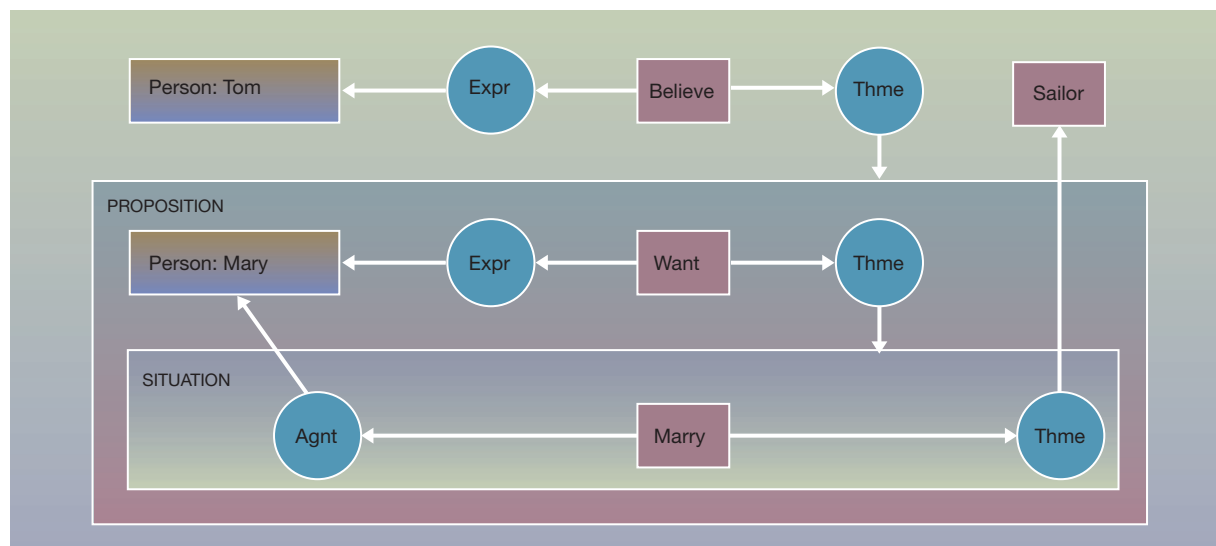 Person: Tom
Expr
Believe
Thme
Sailor
PROPOSITION
Person: Mary
Expr
Want
Thme
SITUATION
Agnt
Marry
Thme